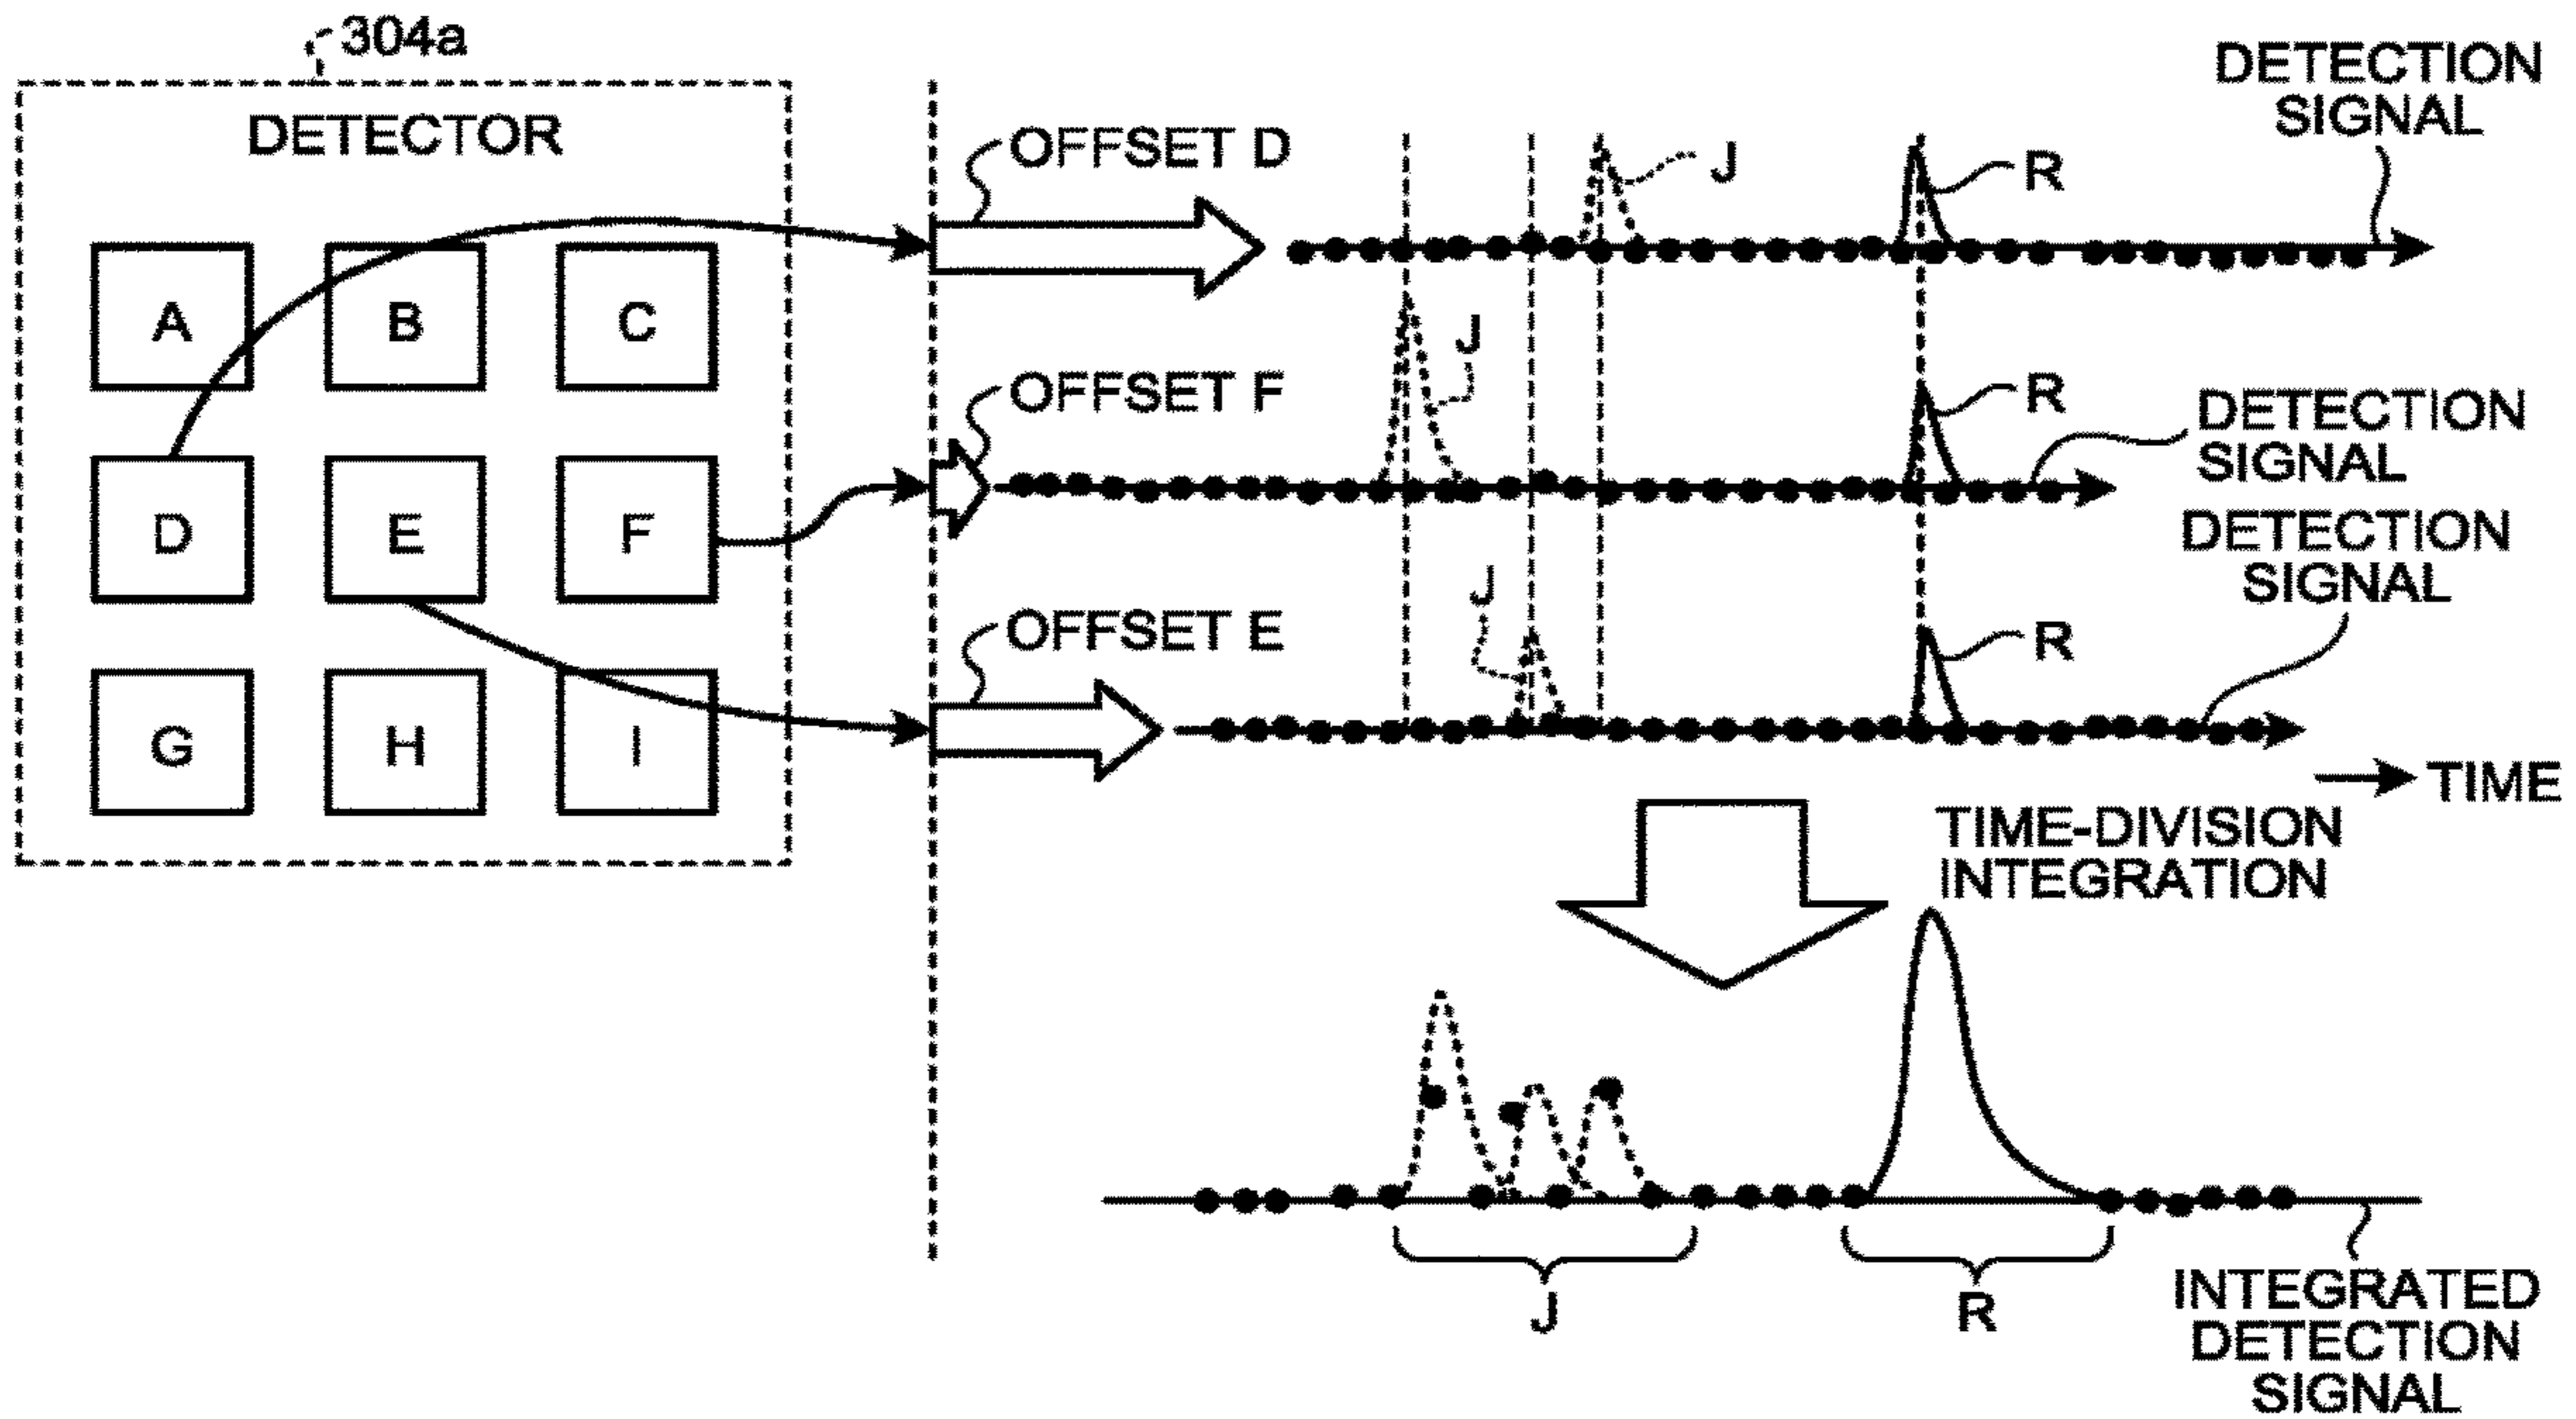 304a
DETECTOR
A B C
D E F
G H I
OFFSET D
J
R
DETECTION
SIGNAL
OFFSET F
J
R
DETECTION
SIGNAL
OFFSET E
J
R
DETECTION
SIGNAL
TIME
TIME-DIVISION
INTEGRATION
J
R
INTEGRATED
DETECTION
SIGNAL